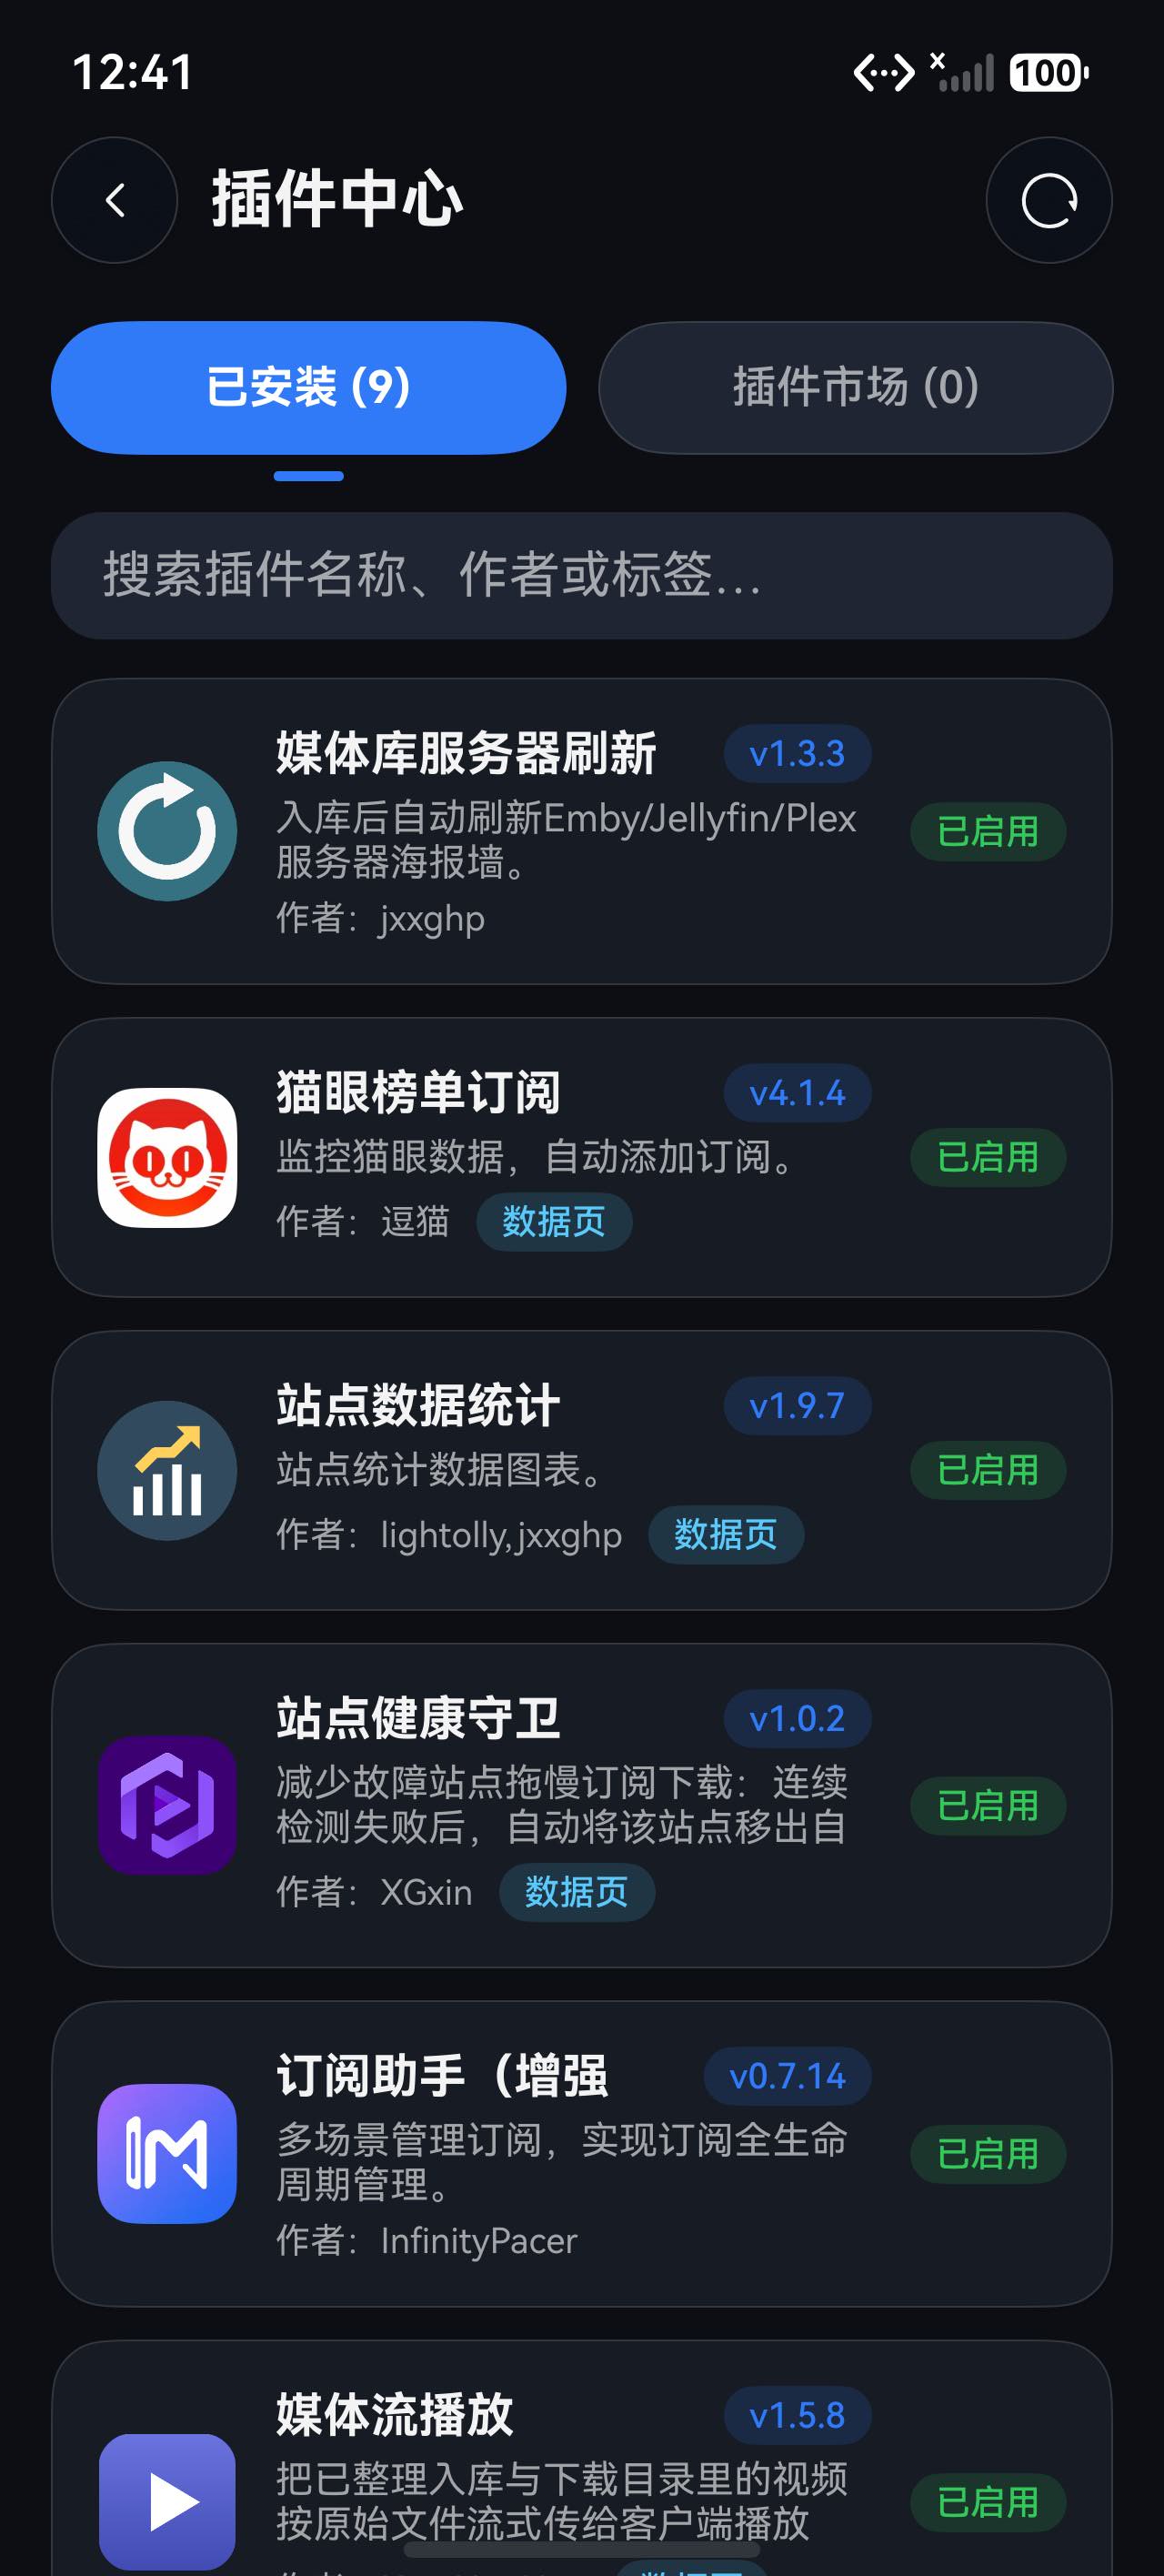 12:41
100
插件中心
已安装 (9)
插件市场 (0)
搜索插件名称、作者或标签...
媒体库服务器刷新
v1.3.3
入库后自动刷新Emby/Jellyfin/Plex
服务器海报墙。
已启用
作者：jxxghp
猫眼榜单订阅
v4.1.4
监控猫眼数据，自动添加订阅。
已启用
作者：逗猫 数据页
站点数据统计
v1.9.7
站点统计数据图表。
已启用
作者：lightolly,jxxghp 数据页
站点健康守卫
v1.0.2
减少故障站点拖慢订阅下载：连续
检测失败后，自动将该站点移出自
已启用
作者：XGxin 数据页
订阅助手（增强
v0.7.14
多场景管理订阅，实现订阅全生命
周期管理。
已启用
作者：InfinityPacer
媒体流播放
v1.5.8
把已整理入库与下载目录里的视频
按原始文件流式传给客户端播放
已启用